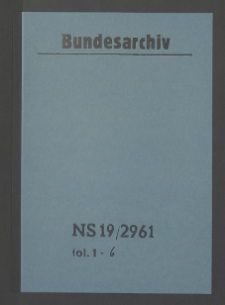 Bundesarchiv
NS 19/2961
fol. 1-6